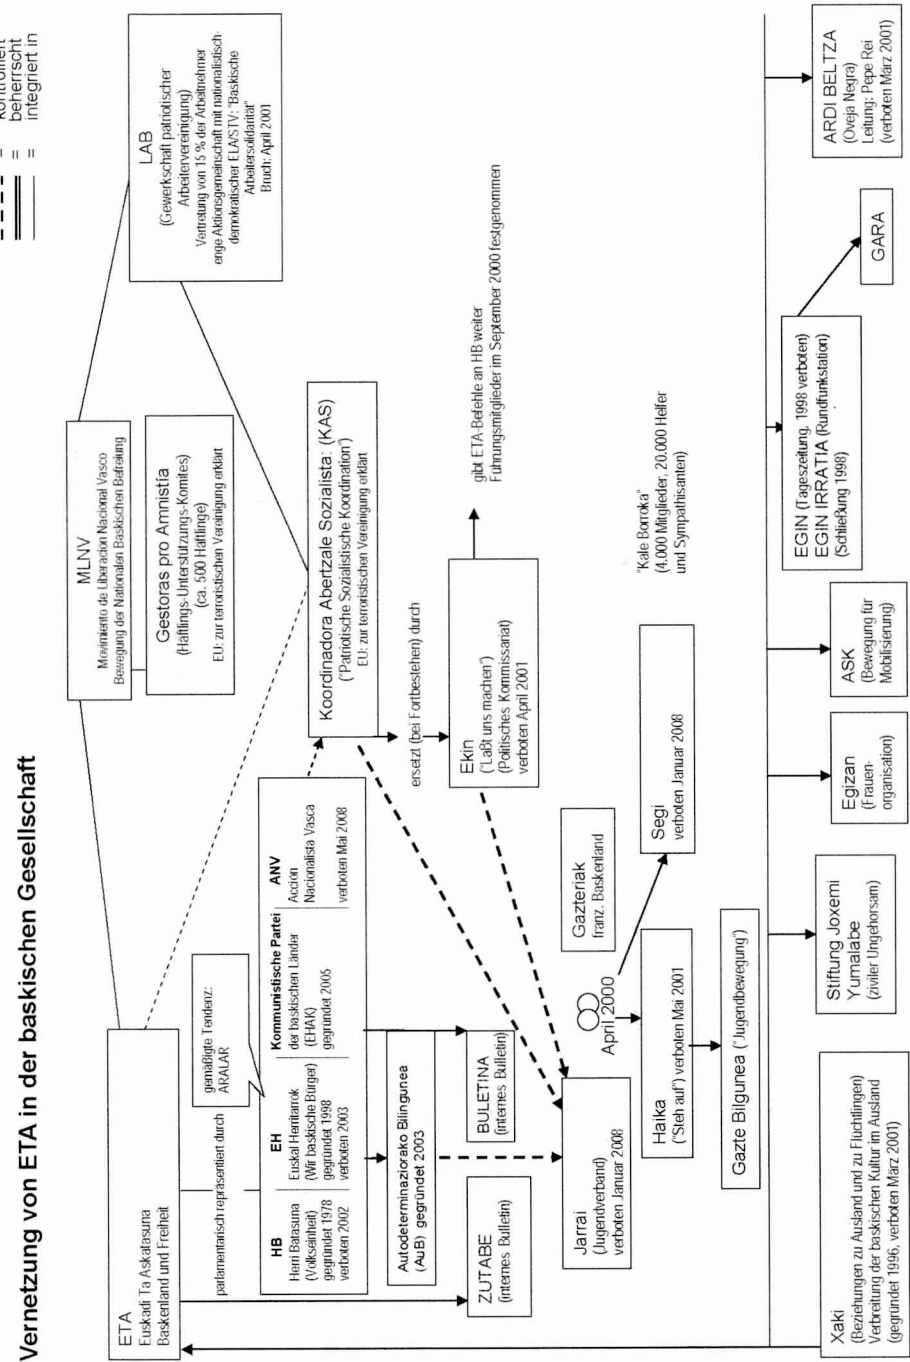 Vernetzung von ETA in der baskischen Gesellschaft
- - - - = kontrolliert
= beherrscht
= integriert in
MLNV
Movimiento de Liberación Nacional Vasco
Bewegung der Nationalen Baskischen Befreiung
Gestoras pro Amnistia
(Häftlings-Unterstützungs-Komites)
(ca. 500 Häftlinge)
EU: zur terroristischen Vereinigung erklärt
LAB
(Gewerkschaft patriotischer
Arbeitervereinigung)
Vertretung von 15 % der Arbeitnehmer
enge Aktionsgemeinschaft mit nationalistisch-
demokratischer ELA/STV: "Baskische
Arbeitersolidarität"
Bruch: April 2001
ETA
Euskadi Ta Askatasuna
Baskenland und Freiheit
parlamentarisch repräsentiert durch
gemäßigte Tendenz:
ARALAR
HB
Herri Batasuna
(Volkseinheit)
gegründet 1978
verboten 2002
EH
Euskal Herritarrok
(Wir baskische Bürger)
gegründet 1998
verboten 2003
Kommunistische Partei
der baskischen Länder
(EHAK)
gegründet 2005
ANV
Acción
Nacionalista Vasca
verboten Mai 2008
Koordinadora Abertzale Sozialista: (KAS)
("Patriotische Sozialistische Koordination")
EU: zur terroristischen Vereinigung erklärt
ersetzt (bei Fortbestehen) durch
Autodeterminaziorako Bilingunea
(AuB) gegründet 2003
Ekin
("Laßt uns machen")
(Politisches Kommissariat)
verboten April 2001
gibt ETA-Befehle an HB weiter
Führungsmitglieder im September 2000 festgenommen
ZUTABE
(internes Bulletin)
BULETINA
(internes Bulletin)
Jarrai
(Jugendverband)
verboten Januar 2008
April 2000
Gazteriak
franz. Baskenland
Haika
("Steh auf") verboten Mai 2001
Segi
verboten Januar 2008
"Kale Borroka"
(4.000 Mitglieder, 20.000 Helfer
und Sympathisanten)
Gazte Bilgunea ("Jugendbewegung")
Xaki
(Beziehungen zu Ausland und zu Flüchtlingen)
Verbreitung der baskischen Kultur im Ausland
(gegründet 1996, verboten März 2001)
Stiftung Joxemi
Yumalabe
(ziviler Ungehorsam)
Egizan
(Frauen-
organisation)
ASK
(Bewegung für
Mobilisierung)
EGIN (Tageszeitung, 1998 verboten)
EGIN IRRATIA (Rundfunkstation)
(Schließung 1998)
GARA
ARDI BELTZA
(Oveja Negra)
Leitung: Pepe Rei
(verboten März 2001)